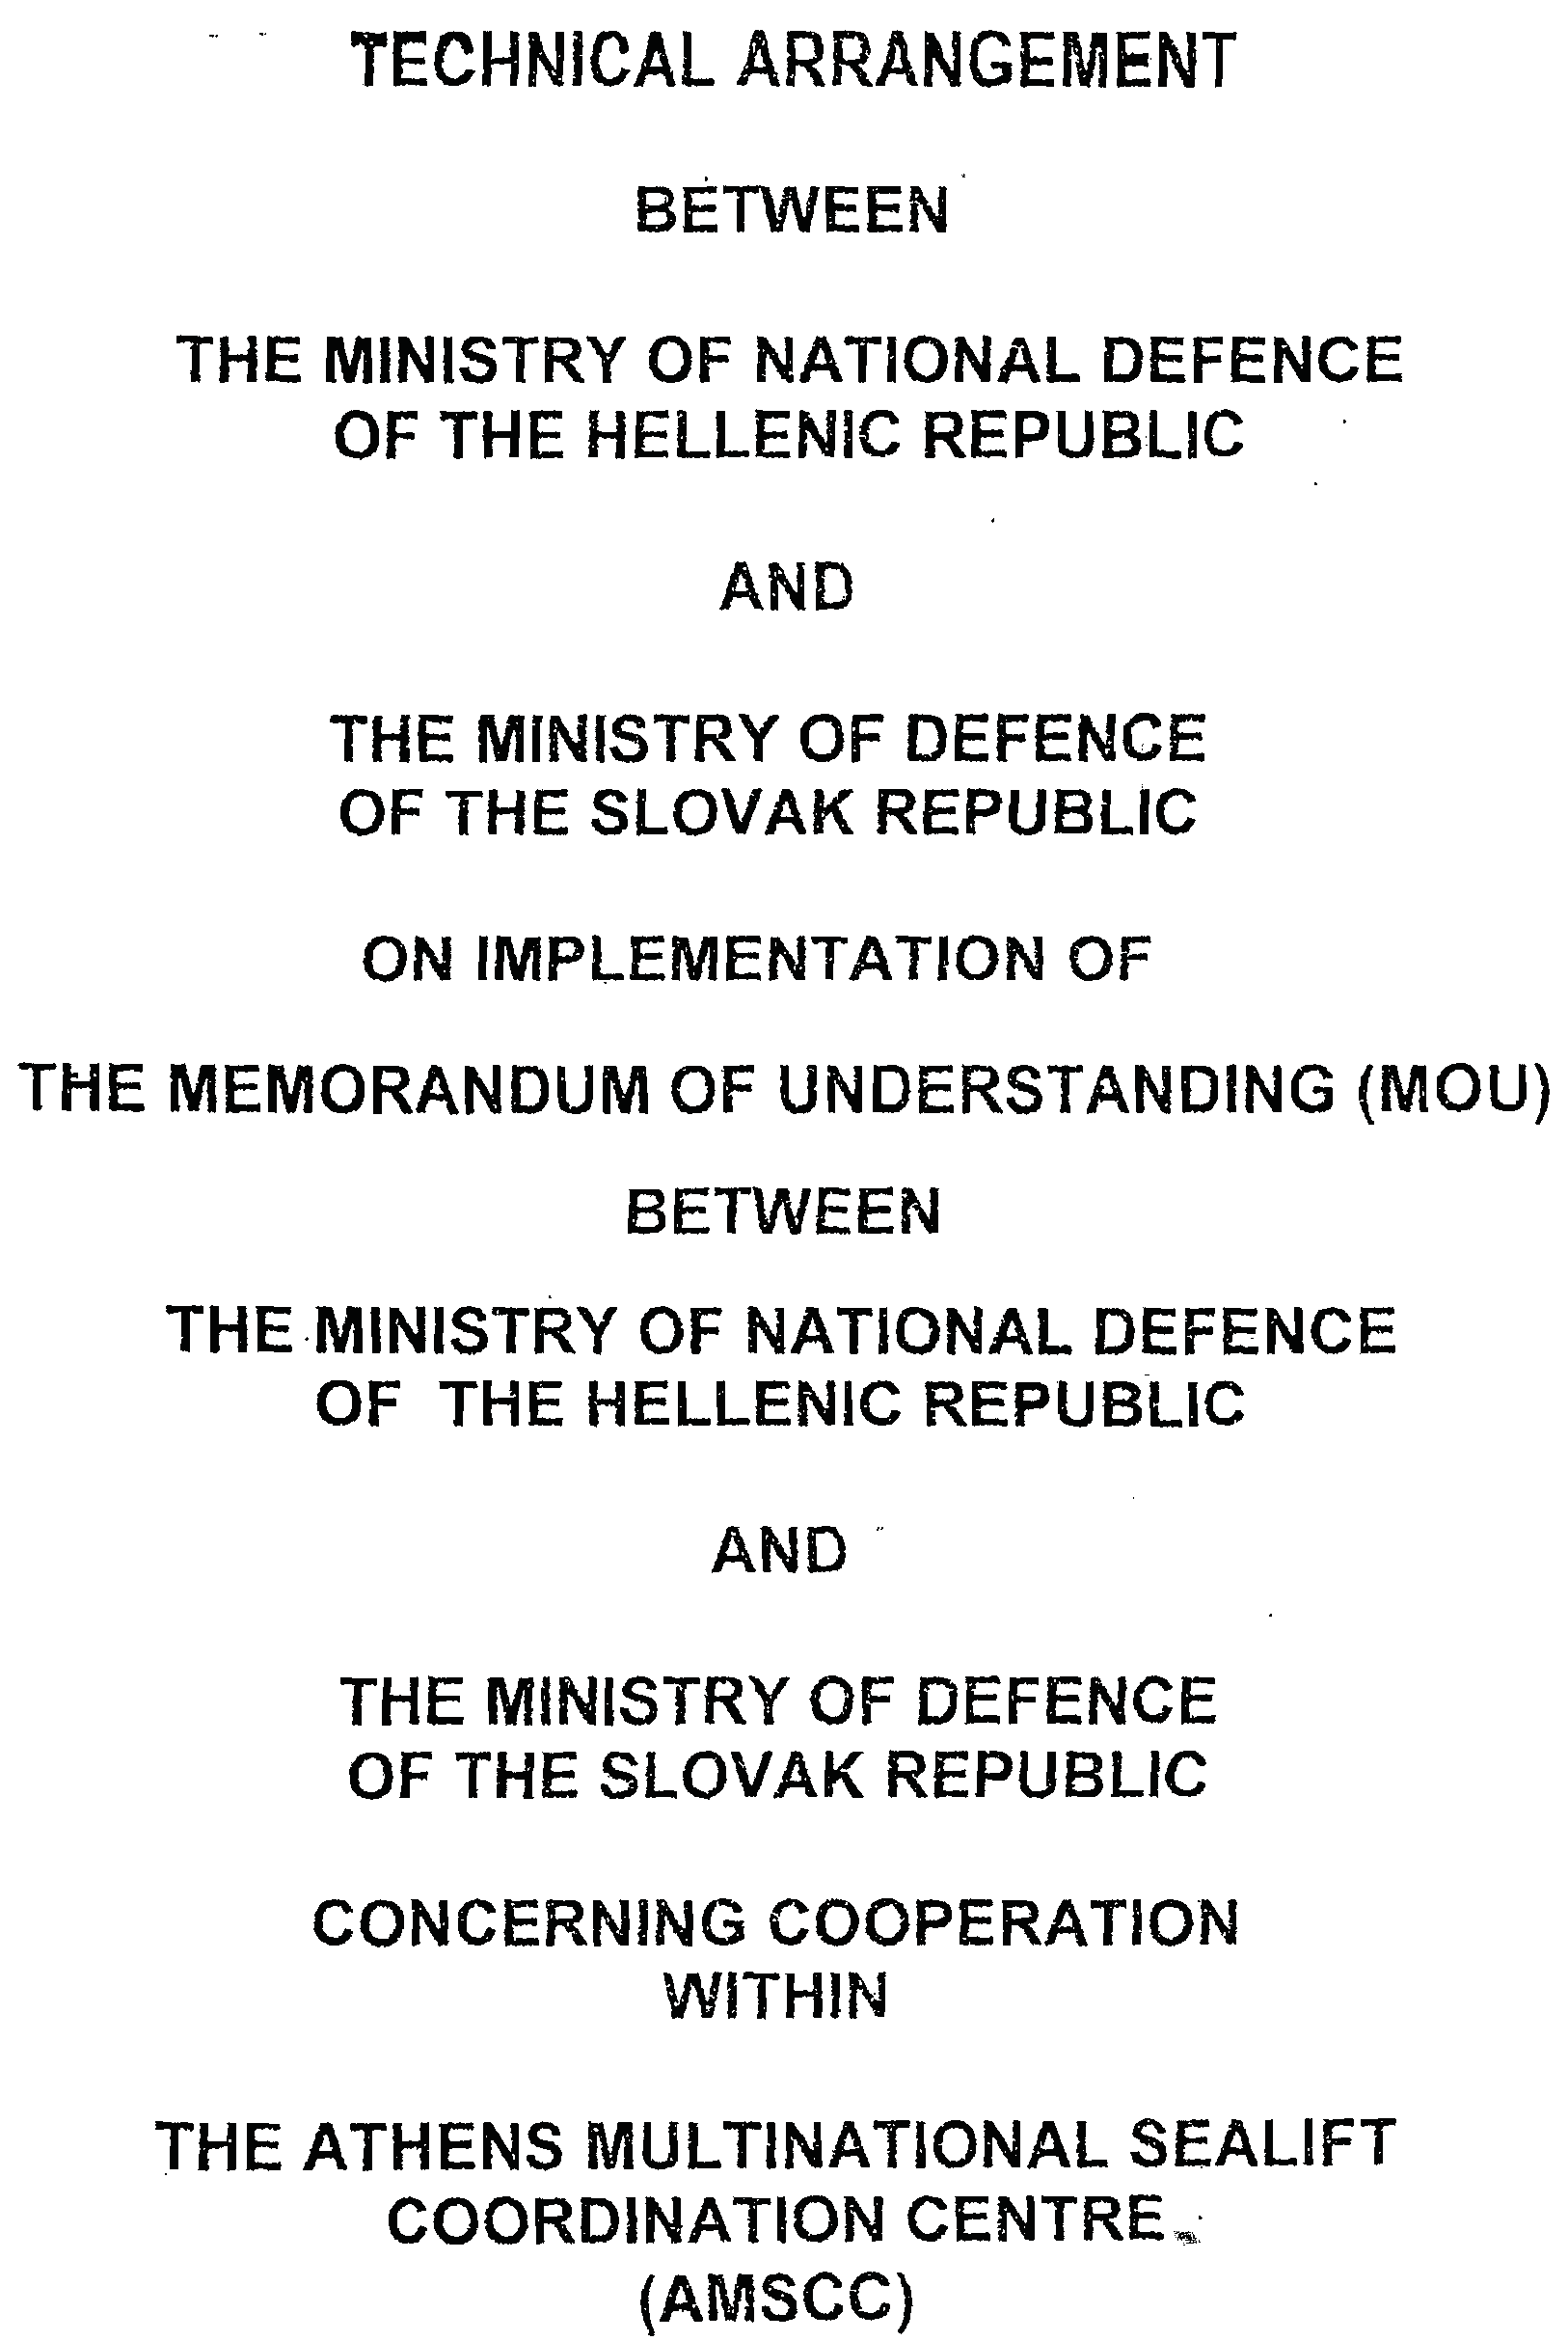 TECHNICAL ARRANGEMENT
BETWEEN
THE MINISTRY OF NATIONAL DEFENCE
OF THE HELLENIC REPUBLIC
AND
THE MINISTRY OF DEFENCE
OF THE SLOVAK REPUBLIC
ON IMPLEMENTATION OF
THE MEMORANDUM OF UNDERSTANDING (MOU)
BETWEEN
THE MINISTRY OF NATIONAL DEFENCE
OF THE HELLENIC REPUBLIC
AND
THE MINISTRY OF DEFENCE
OF THE SLOVAK REPUBLIC
CONCERNING COOPERATION
WITHIN
THE ATHENS MULTINATIONAL SEALIFT
COORDINATION CENTRE
(AMSCC)